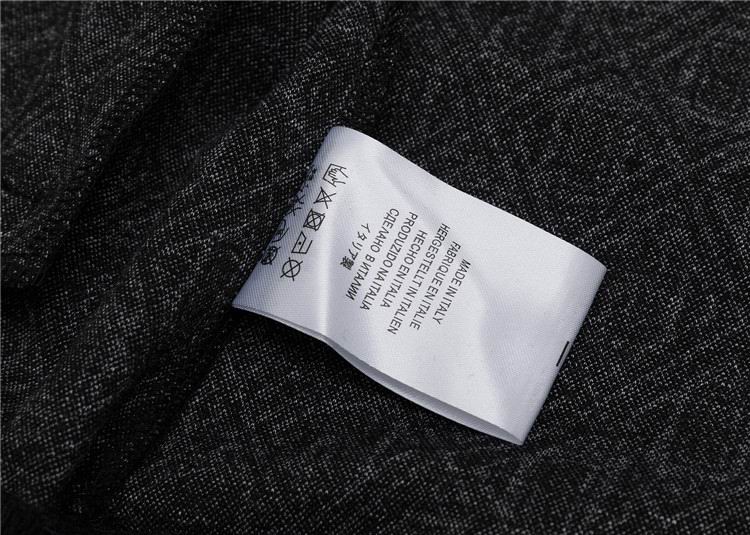 MADE IN ITALY
FABRIQUE EN ITALIE
HERGESTELLT IN ITALIEN
HECHO EN ITALIA
PRODUZIDO NA ITALIA
СДЕЛАНО В ИТАЛИИ
イタリア製